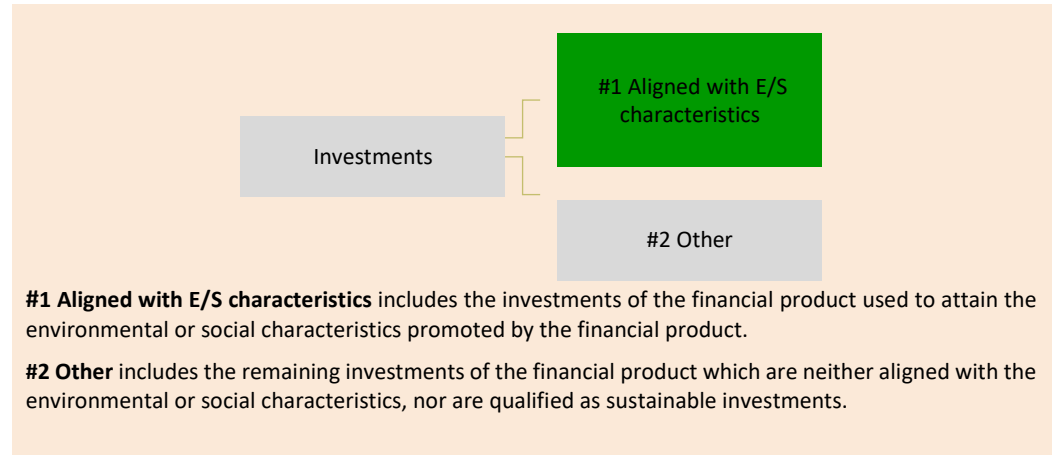 #1 Aligned with E/S
characteristics
Investments
#2 Other
#1 Aligned with E/S characteristics includes the investments of the financial product used to attain the
environmental or social characteristics promoted by the financial product.
#2 Other includes the remaining investments of the financial product which are neither aligned with the
environmental or social characteristics, nor are qualified as sustainable investments.